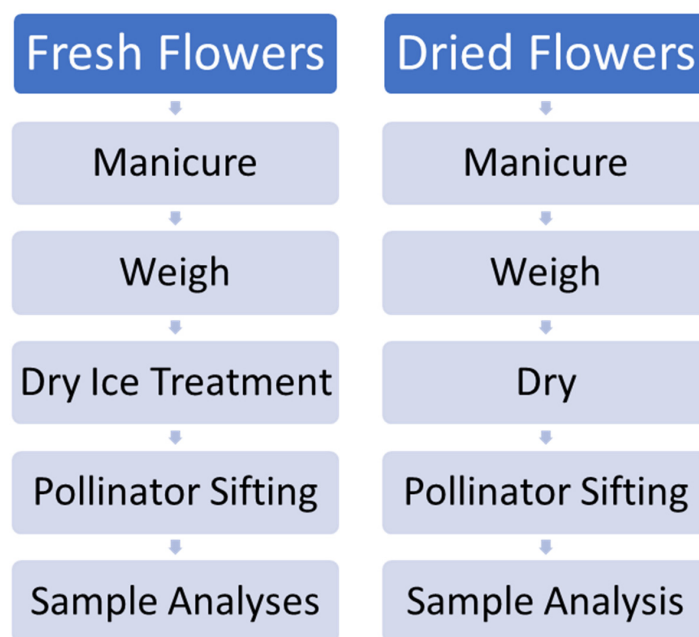 Fresh Flowers
Manicure
Weigh
Dry Ice Treatment
Pollinator Sifting
Sample Analyses
Dried Flowers
Manicure
Weigh
Dry
Pollinator Sifting
Sample Analysis